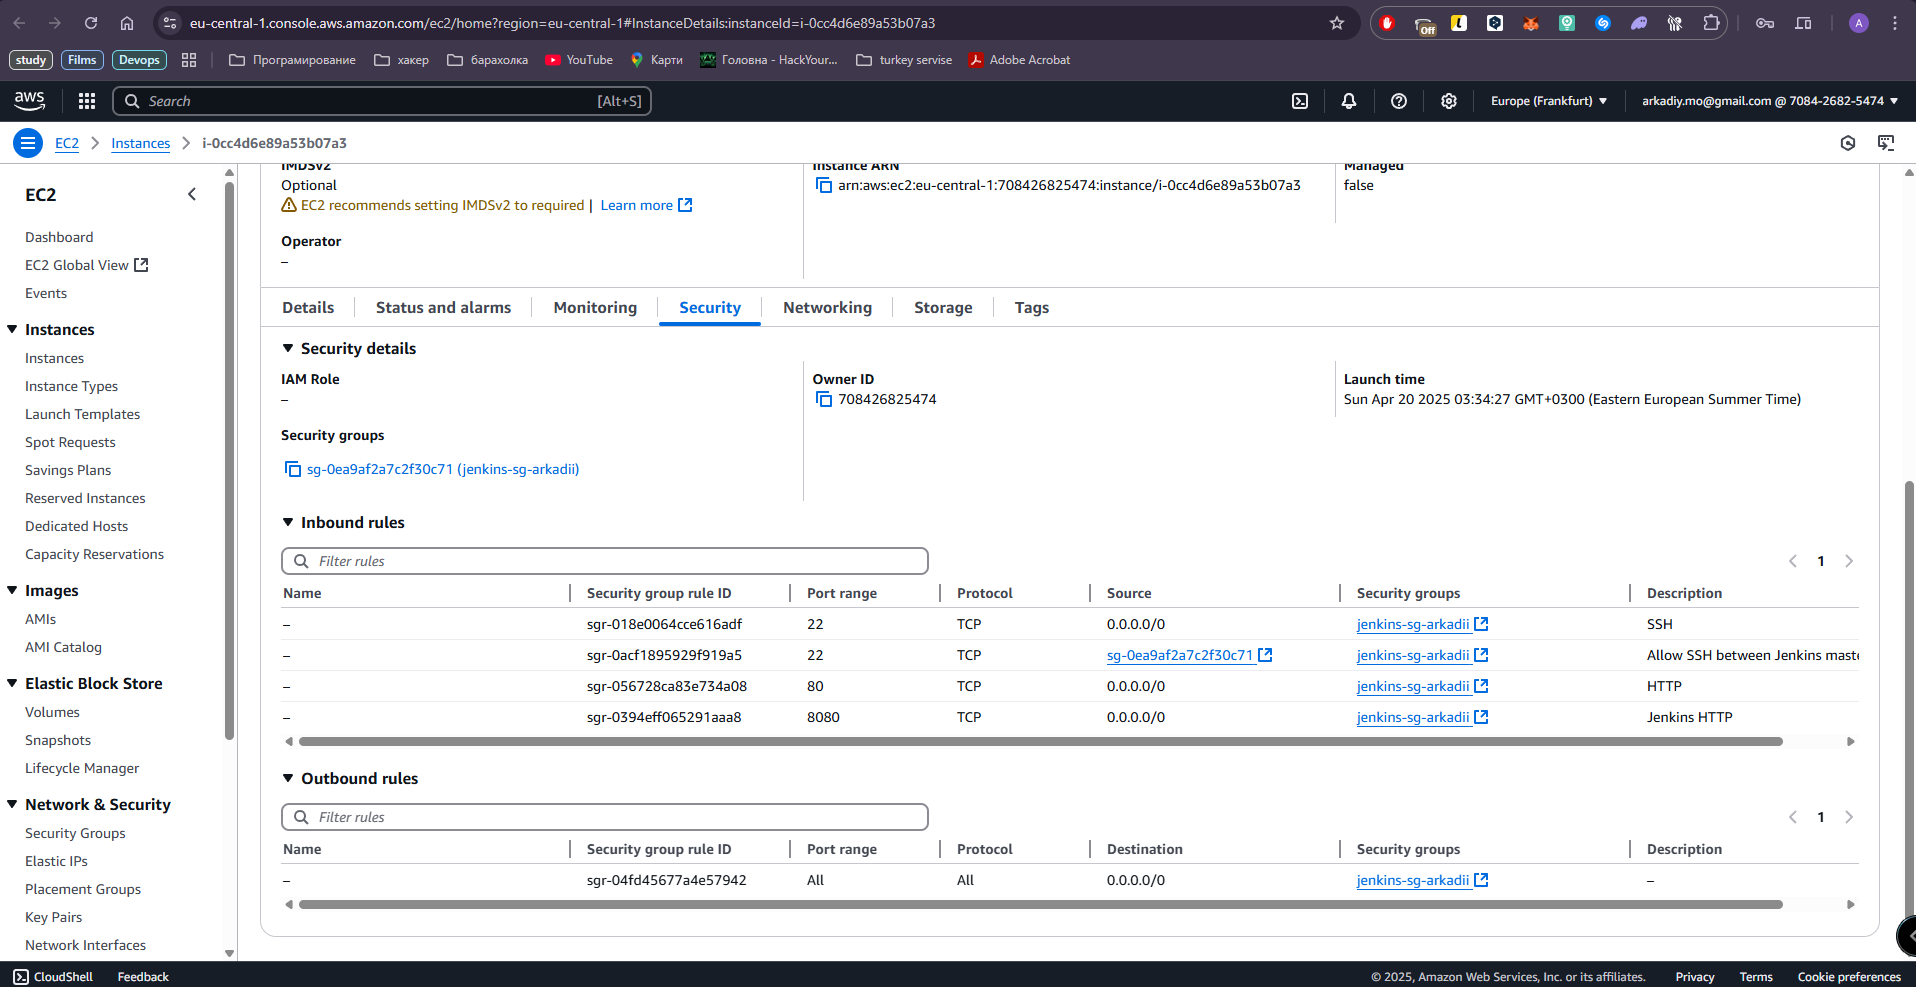 eu-central-1.console.aws.amazon.com/ec2/home?region=eu-central-1#InstanceDetails:instanceId=i-0cc4d6e89a53b07a3
Off
A
study Films Devops Програмирование хакер барахолка YouTube Карти Головна - HackYour... turkey servise Adobe Acrobat
aws Search [Alt+S] Europe (Frankfurt) arkadiy.mo@gmail.com @ 7084-2682-5474
EC2 Instances i-0cc4d6e89a53b07a3
EC2
Dashboard
EC2 Global View
Events
Instances
Instances
Instance Types
Launch Templates
Spot Requests
Savings Plans
Reserved Instances
Dedicated Hosts
Capacity Reservations
Images
AMIs
AMI Catalog
Elastic Block Store
Volumes
Snapshots
Lifecycle Manager
Network & Security
Security Groups
Elastic IPs
Placement Groups
Key Pairs
Network Interfaces
IMDSv2 Instance ARN Managed
Optional arn:aws:ec2:eu-central-1:708426825474:instance/i-0cc4d6e89a53b07a3 false
EC2 recommends setting IMDSv2 to required | Learn more
Operator
–
Details Status and alarms Monitoring Security Networking Storage Tags
Security details
IAM Role Owner ID Launch time
– 708426825474 Sun Apr 20 2025 03:34:27 GMT+0300 (Eastern European Summer Time)
Security groups
sg-0ea9af2a7c2f30c71 (jenkins-sg-arkadii)
Inbound rules
Filter rules 1
Name Security group rule ID Port range Protocol Source Security groups Description
– sgr-018e0064cce616adf 22 TCP 0.0.0.0/0 jenkins-sg-arkadii SSH
– sgr-0acf1895929f919a5 22 TCP sg-0ea9af2a7c2f30c71 jenkins-sg-arkadii Allow SSH between Jenkins maste
– sgr-056728ca83e734a08 80 TCP 0.0.0.0/0 jenkins-sg-arkadii HTTP
– sgr-0394eff065291aaa8 8080 TCP 0.0.0.0/0 jenkins-sg-arkadii Jenkins HTTP
Outbound rules
Filter rules 1
Name Security group rule ID Port range Protocol Destination Security groups Description
– sgr-04fd45677a4e57942 All All 0.0.0.0/0 jenkins-sg-arkadii –
CloudShell Feedback © 2025, Amazon Web Services, Inc. or its affiliates. Privacy Terms Cookie preferences